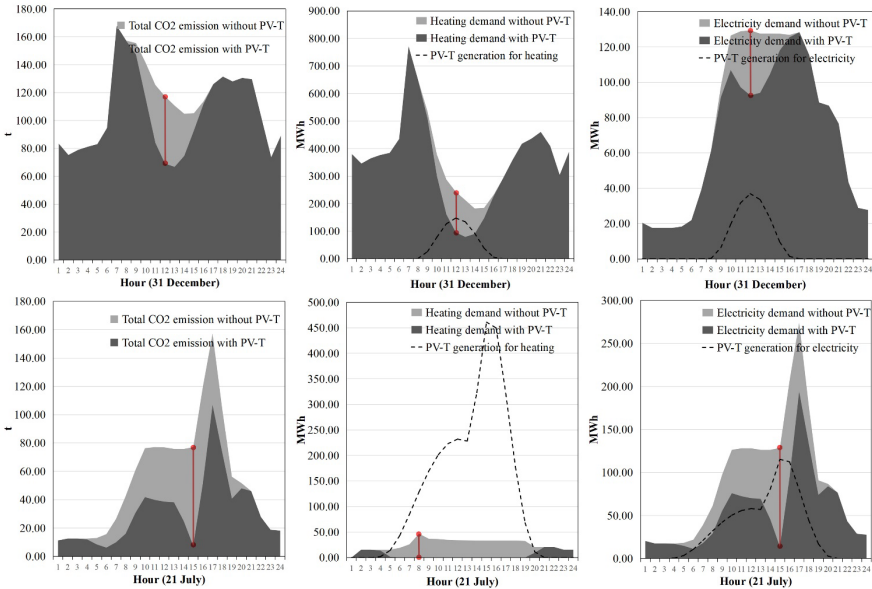 180.00
160.00
140.00
120.00
100.00
80.00
60.00
40.00
20.00
0.00
t
Total CO2 emission without PV-T
Total CO2 emission with PV-T
1 2 3 4 5 6 7 8 9 10 11 12 13 14 15 16 17 18 19 20 21 22 23 24
Hour (31 December)
900.00
800.00
700.00
600.00
500.00
400.00
300.00
200.00
100.00
0.00
MWh
Heating demand without PV-T
Heating demand with PV-T
PV-T generation for heating
1 2 3 4 5 6 7 8 9 10 11 12 13 14 15 16 17 18 19 20 21 22 23 24
Hour (31 December)
140.00
120.00
100.00
80.00
60.00
40.00
20.00
0.00
MWh
Electricity demand without PV-T
Electricity demand with PV-T
PV-T generation for electricity
1 2 3 4 5 6 7 8 9 10 11 12 13 14 15 16 17 18 19 20 21 22 23 24
Hour (31 December)
180.00
160.00
140.00
120.00
100.00
80.00
60.00
40.00
20.00
0.00
t
Total CO2 emission without PV-T
Total CO2 emission with PV-T
1 2 3 4 5 6 7 8 9 10 11 12 13 14 15 16 17 18 19 20 21 22 23 24
Hour (21 July)
500.00
450.00
400.00
350.00
300.00
250.00
200.00
150.00
100.00
50.00
0.00
MWh
Heating demand without PV-T
Heating demand with PV-T
PV-T generation for heating
1 2 3 4 5 6 7 8 9 10 11 12 13 14 15 16 17 18 19 20 21 22 23 24
Hour (21 July)
300.00
250.00
200.00
150.00
100.00
50.00
0.00
MWh
Electricity demand without PV-T
Electricity demand with PV-T
PV-T generation for electricity
1 2 3 4 5 6 7 8 9 10 11 12 13 14 15 16 17 18 19 20 21 22 23 24
Hour (21 July)